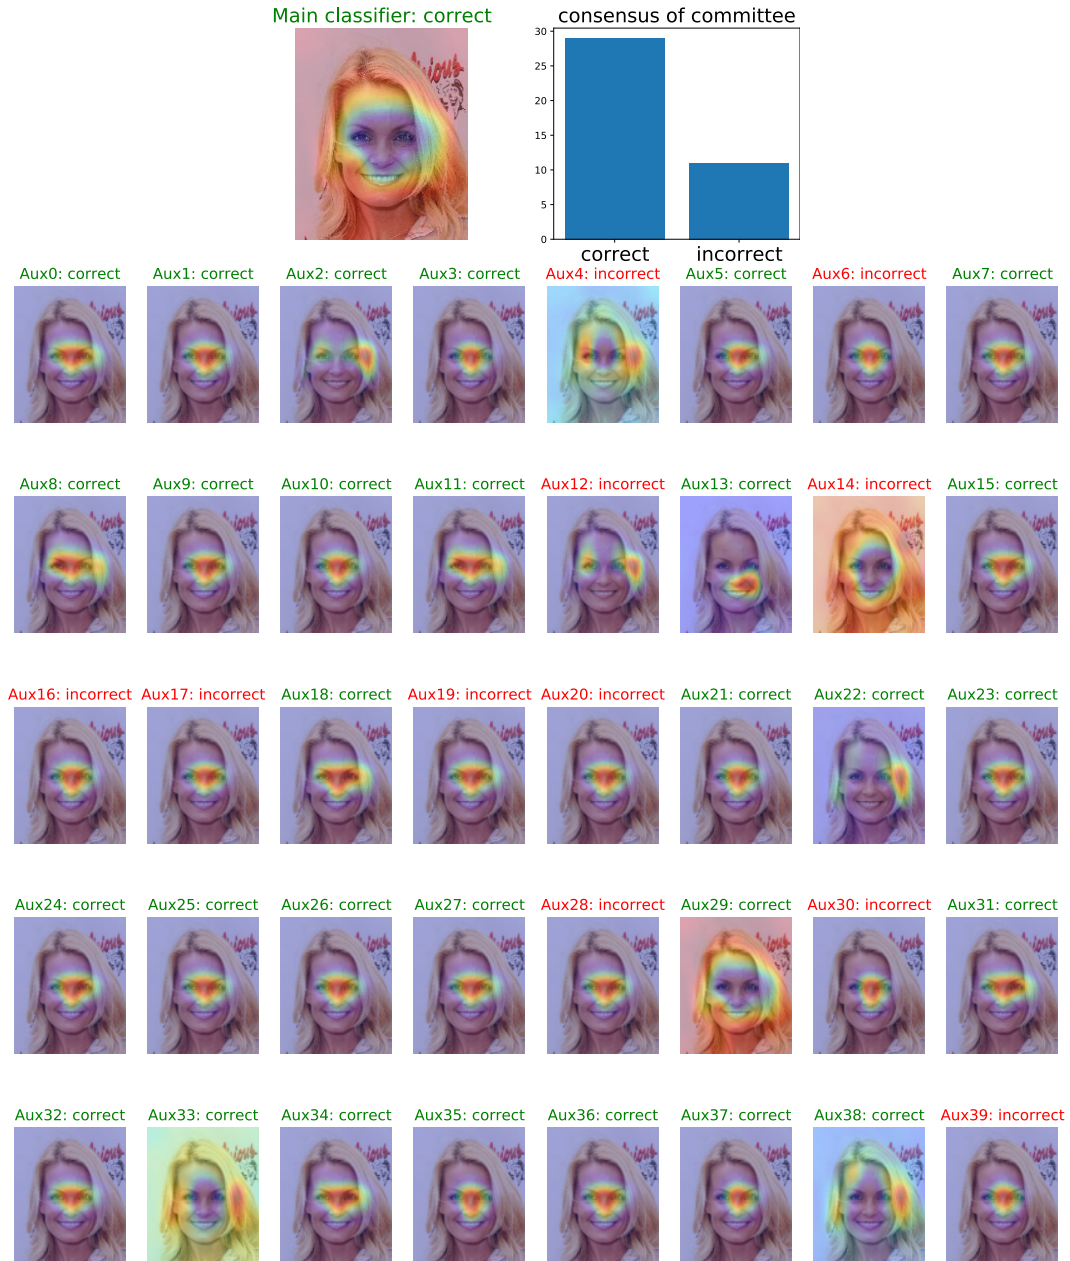 Main classifier: correct
consensus of committee
30
25
20
15
10
5
0
correct incorrect
Aux0: correct Aux1: correct Aux2: correct Aux3: correct Aux4: incorrect Aux5: correct Aux6: incorrect Aux7: correct
Aux8: correct Aux9: correct Aux10: correct Aux11: correct Aux12: incorrect Aux13: correct Aux14: incorrect Aux15: correct
Aux16: incorrect Aux17: incorrect Aux18: correct Aux19: incorrect Aux20: incorrect Aux21: correct Aux22: correct Aux23: correct
Aux24: correct Aux25: correct Aux26: correct Aux27: correct Aux28: incorrect Aux29: correct Aux30: incorrect Aux31: correct
Aux32: correct Aux33: correct Aux34: correct Aux35: correct Aux36: correct Aux37: correct Aux38: correct Aux39: incorrect